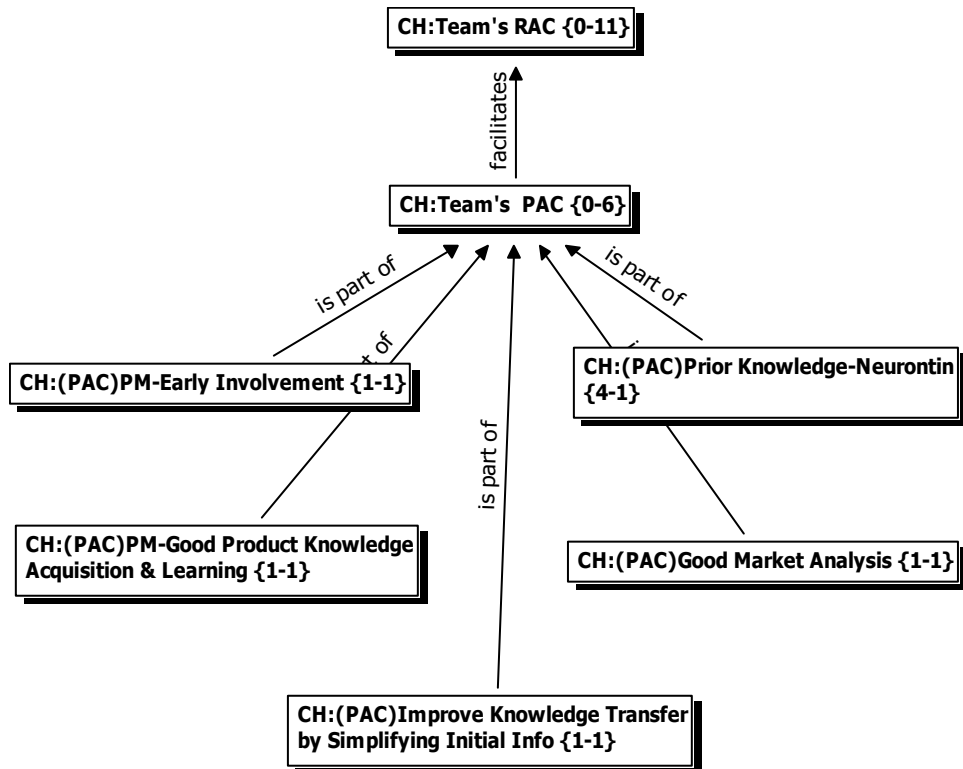 CH:Team's RAC {0-11}
facilitates
CH:Team's PAC {0-6}
is part of
is part of
CH:(PAC)PM-Early Involvement {1-1}
of
CH:(PAC)Prior Knowledge-Neurontin
{4-1}
is part of
CH:(PAC)PM-Good Product Knowledge
Acquisition & Learning {1-1}
CH:(PAC)Good Market Analysis {1-1}
CH:(PAC)Improve Knowledge Transfer
by Simplifying Initial Info {1-1}